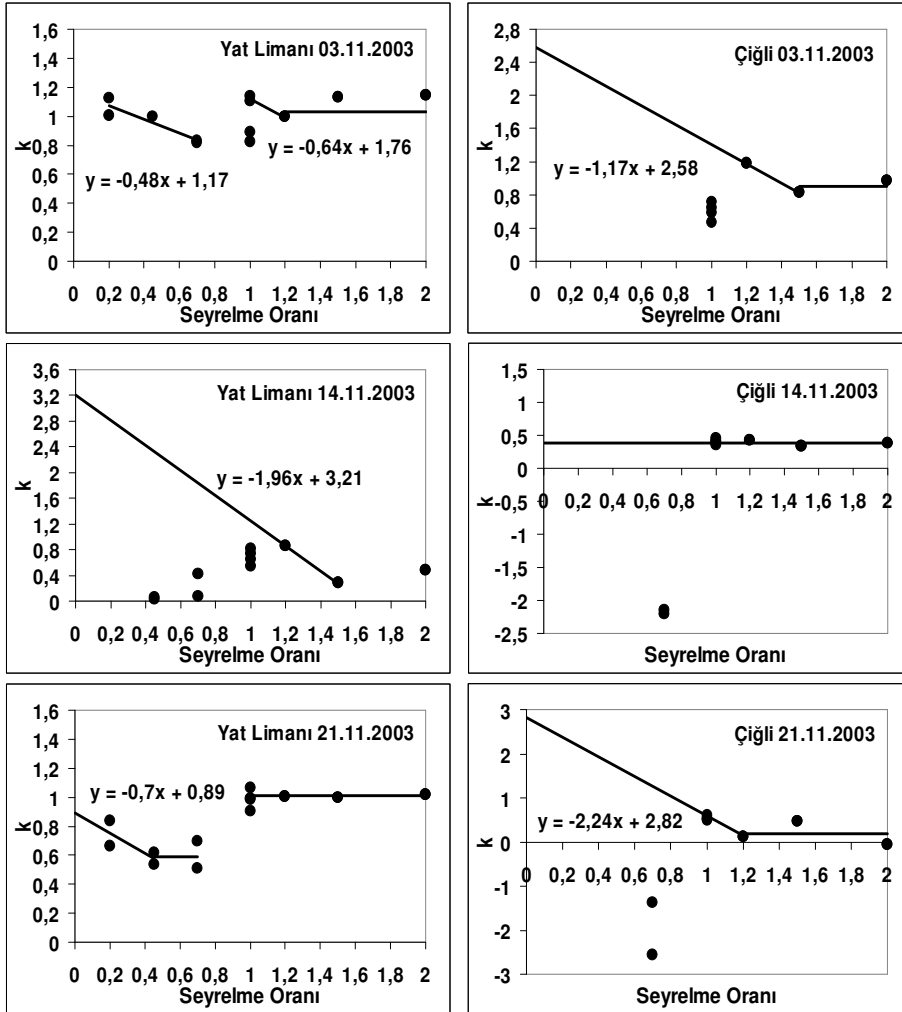 Yat Limanı 03.11.2003
1,6
1,4
1,2
1
0,8
0,6
0,4
0,2
0
k
y = -0,48x + 1,17
y = -0,64x + 1,76
0 0,2 0,4 0,6 0,8 1 1,2 1,4 1,6 1,8 2
Seyrelme Oranı
Çiğli 03.11.2003
2,8
2,4
2
1,6
1,2
0,8
0,4
0
k
y = -1,17x + 2,58
0 0,2 0,4 0,6 0,8 1 1,2 1,4 1,6 1,8 2
Seyrelme Oranı
Yat Limanı 14.11.2003
3,6
3,2
2,8
2,4
2
1,6
1,2
0,8
0,4
0
k
y = -1,96x + 3,21
0 0,2 0,4 0,6 0,8 1 1,2 1,4 1,6 1,8 2
Seyrelme Oranı
Çiğli 14.11.2003
1,5
1
0,5
0
-0,5
-1
-1,5
-2
-2,5
k
0 0,2 0,4 0,6 0,8 1 1,2 1,4 1,6 1,8 2
Seyrelme Oranı
Yat Limanı 21.11.2003
1,6
1,4
1,2
1
0,8
0,6
0,4
0,2
0
k
y = -0,7x + 0,89
0 0,2 0,4 0,6 0,8 1 1,2 1,4 1,6 1,8 2
Seyrelme Oranı
Çiğli 21.11.2003
3
2
1
0
-1
-2
-3
k
y = -2,24x + 2,82
0 0,2 0,4 0,6 0,8 1 1,2 1,4 1,6 1,8 2
Seyrelme Oranı